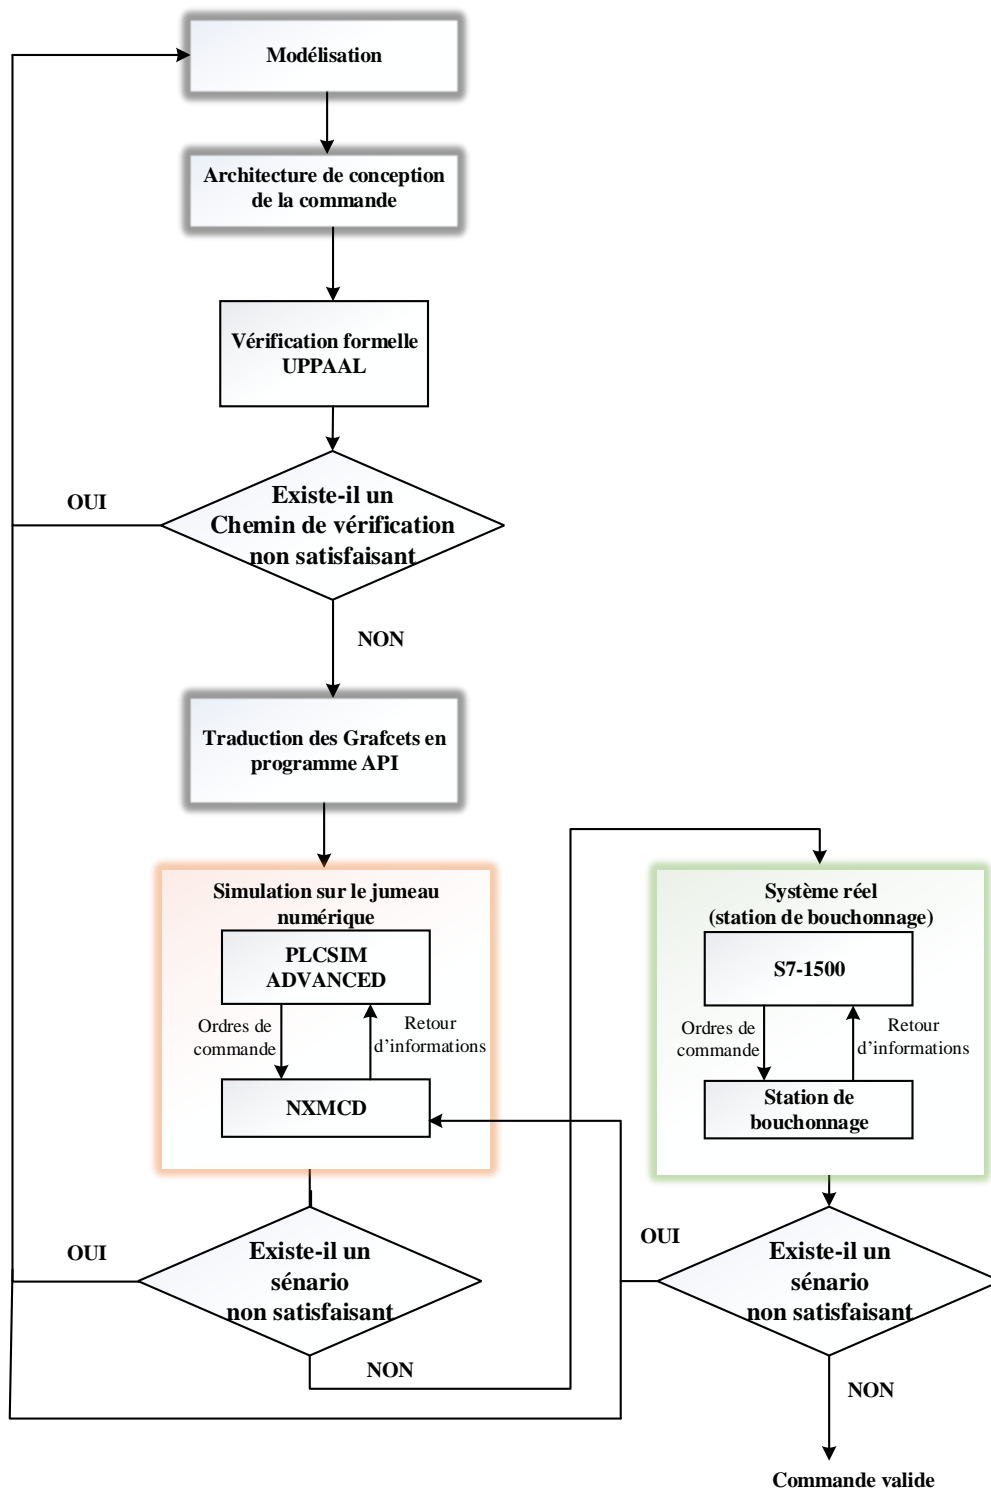 Modélisation
Architecture de conception
de la commande
Vérification formelle
UPPAAL
OUI
Existe-il un
Chemin de vérification
non satisfaisant
NON
Traduction des Grafcets en
programme API
Simulation sur le jumeau
numérique
PLCSIM
ADVANCED
Ordres de
commande
Retour
d’informations
NXMCD
Système réel
(station de bouchonnage)
S7-1500
Ordres de
commande
Retour
d’informations
Station de
bouchonnage
OUI
Existe-il un
sénario
non satisfaisant
NON
OUI
Existe-il un
sénario
non satisfaisant
NON
Commande valide